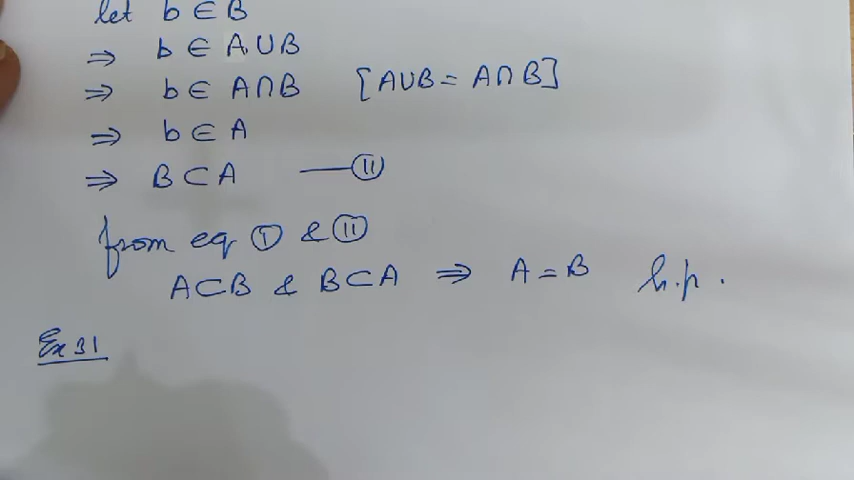 let b ∈ B
⇒ b ∈ A ∪ B
⇒ b ∈ A ∩ B [A∪B = A∩B]
⇒ b ∈ A
⇒ B ⊂ A —— (II)
from eq (I) & (II)
A⊂B & B⊂A ⇒ A = B h.p.
Ex 31